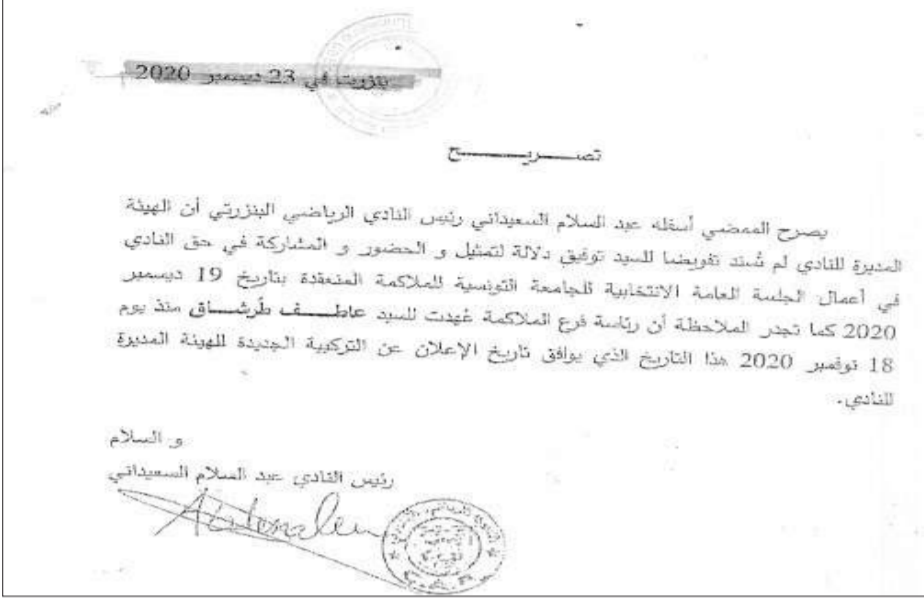 بنزرت في 23 ديسمبر 2020
تصـــريـــــح
يصرح الممضي أسفله عبد السلام السعيداني رئيس النادي الرياضي البنزرتي أن الهيئة
المديرة للنادي لم تُسند تفويضا للسيد توفيق دلالة لتمثيل و الحضور و المشاركة في حق النادي
في أعمال الجلسة العامة الانتخابية للجامعة التونسية للملاكمة المنعقدة بتاريخ 19 ديسمبر
2020 كما تجدر الملاحظة أن رئاسة فرع الملاكمة عُهدت للسيد عاطـــف طرشـــاق منذ يوم
18 نوفمبر 2020 هذا التاريخ الذي يوافق تاريخ الإعلان عن التركيبة الجديدة للهيئة المديرة
للنادي.
و السلام
رئيس النادي عبد السلام السعيداني
C.A.B